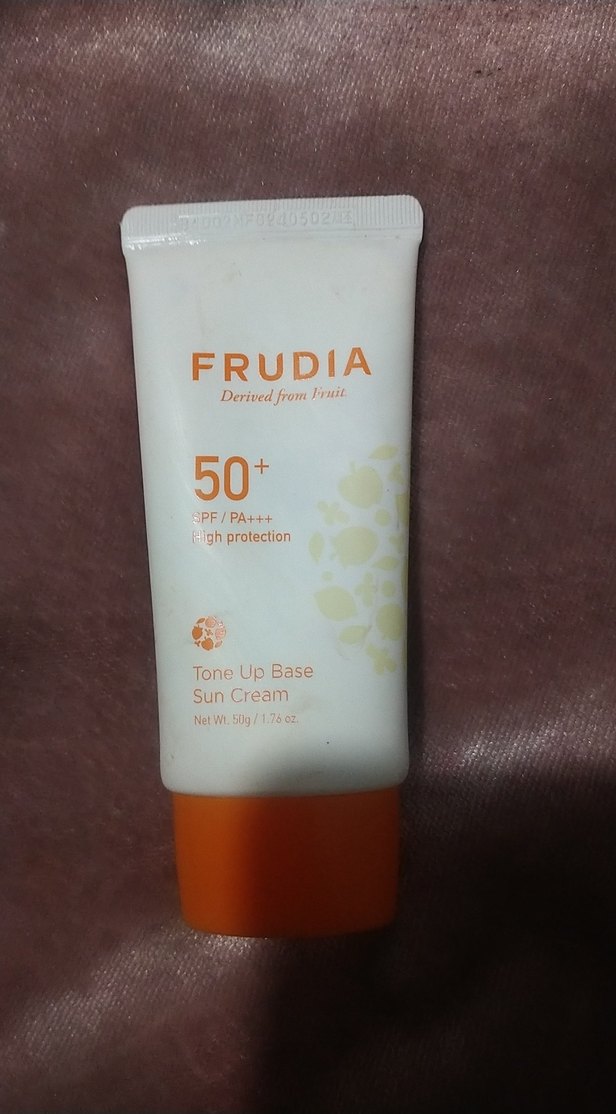 FRUDIA
Derived from Fruit
50+
SPF / PA+++
High protection
Tone Up Base
Sun Cream
Net Wt. 50g / 1.76 oz.